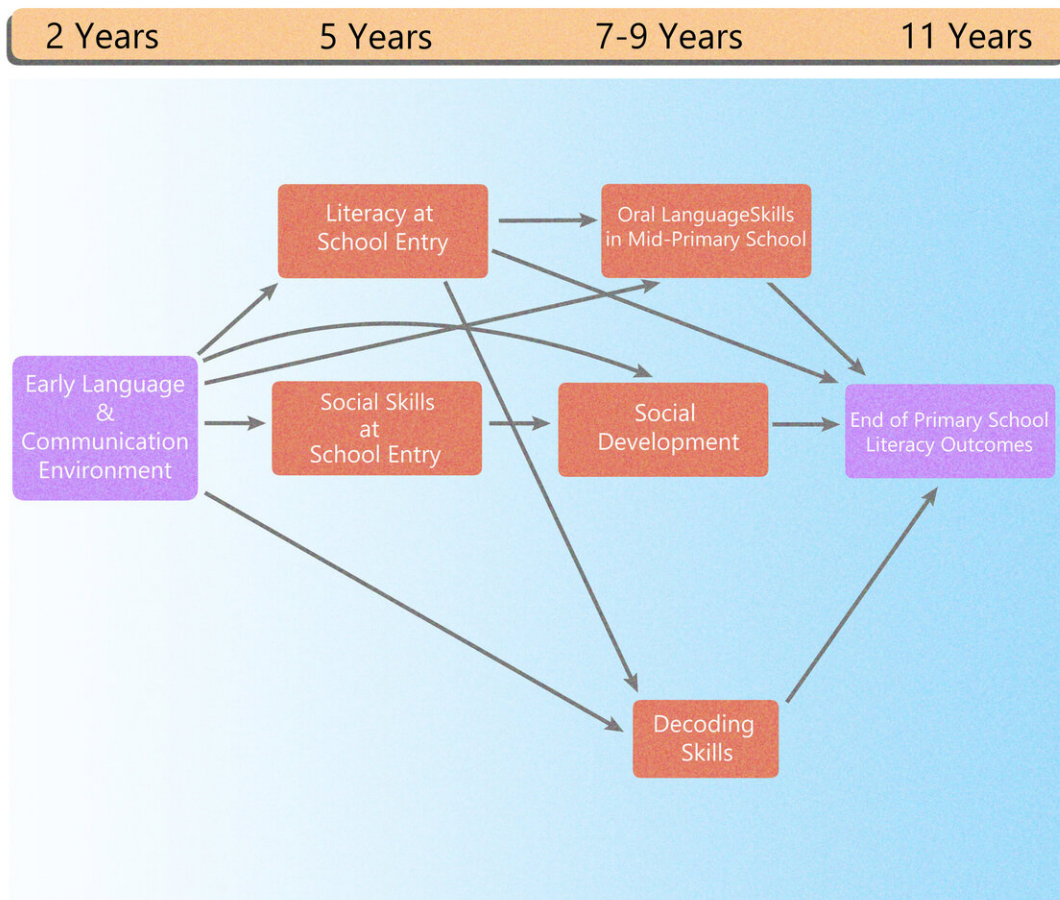 2 Years
5 Years
7-9 Years
11 Years
Literacy at
School Entry
Oral LanguageSkills
in Mid-Primary School
Early Language
&
Communication
Environment
Social Skills
at
School Entry
Social
Development
End of Primary School
Literacy Outcomes
Decoding
Skills